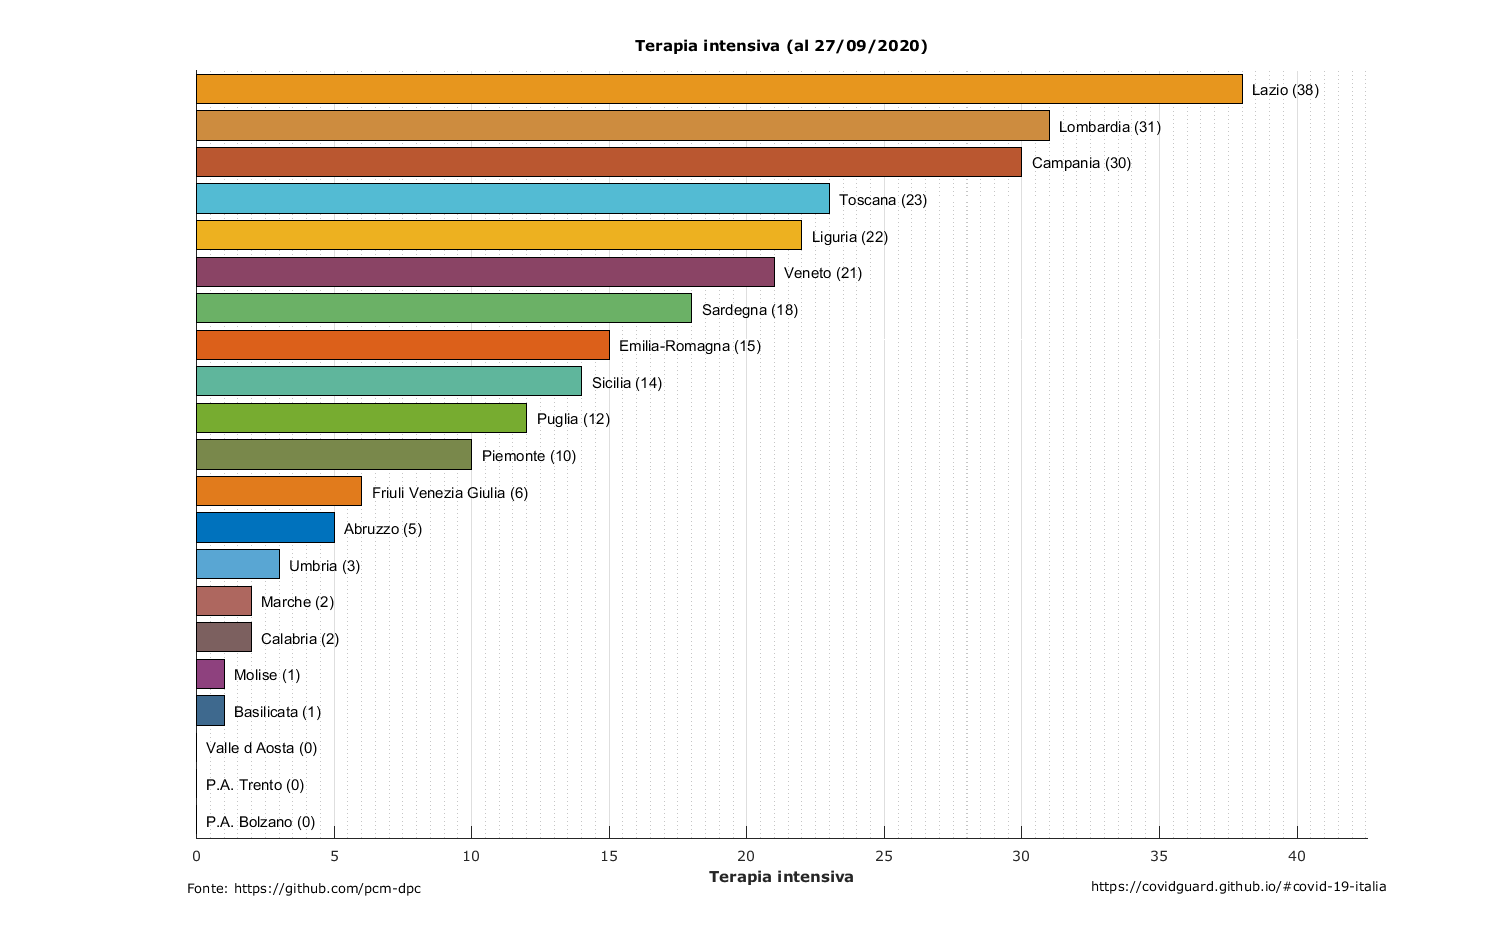 Terapia intensiva (al 27/09/2020)
Lazio (38)
Lombardia (31)
Campania (30)
Toscana (23)
Liguria (22)
Veneto (21)
Sardegna (18)
Emilia-Romagna (15)
Sicilia (14)
Puglia (12)
Piemonte (10)
Friuli Venezia Giulia (6)
Abruzzo (5)
Umbria (3)
Marche (2)
Calabria (2)
Molise (1)
Basilicata (1)
Valle d Aosta (0)
P.A. Trento (0)
P.A. Bolzano (0)
0 5 10 15 20 25 30 35 40
Terapia intensiva
Fonte: https://github.com/pcm-dpc
https://covidguard.github.io/#covid-19-italia